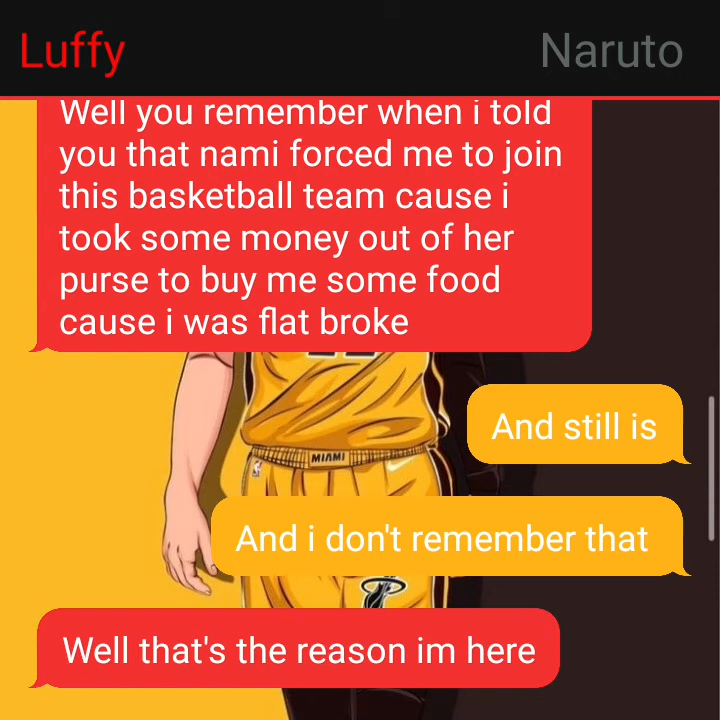 Luffy
Naruto
Well you remember when i told
you that nami forced me to join
this basketball team cause i
took some money out of her
purse to buy me some food
cause i was flat broke
MIAMI
And still is
And i don't remember that
Well that's the reason im here